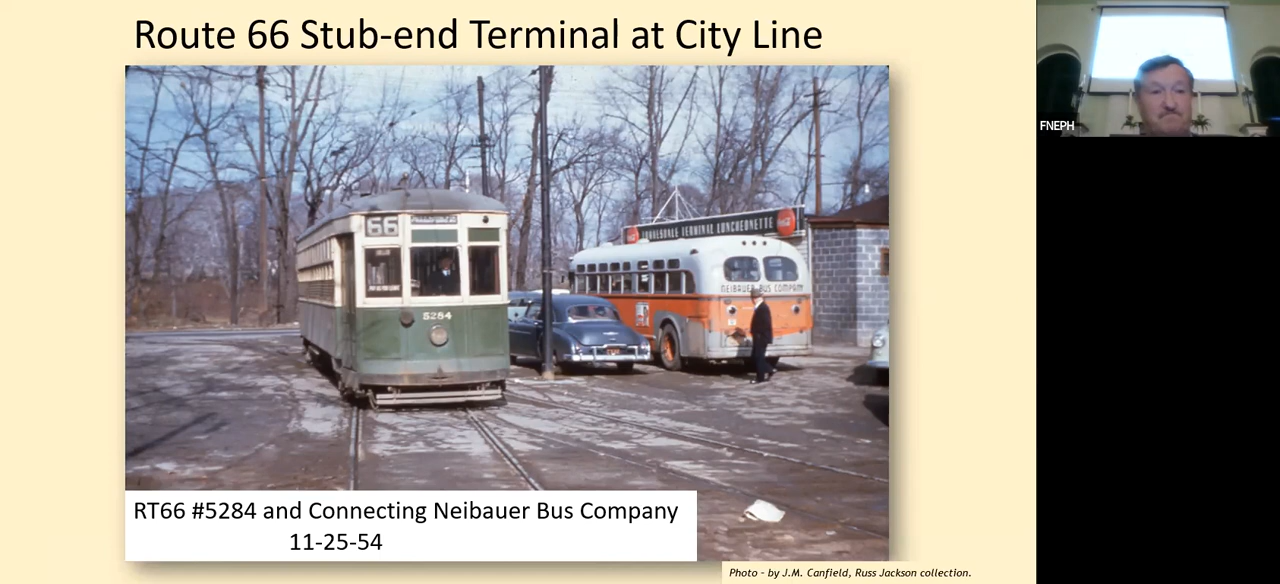 Route 66 Stub-end Terminal at City Line
FNEPH
66
TORRESDALE TERMINAL LUNCHEONETTE
NEIBAUER BUS COMPANY
5284
RT66 #5284 and Connecting Neibauer Bus Company
11-25-54
Photo - by J.M. Canfield, Russ Jackson collection.